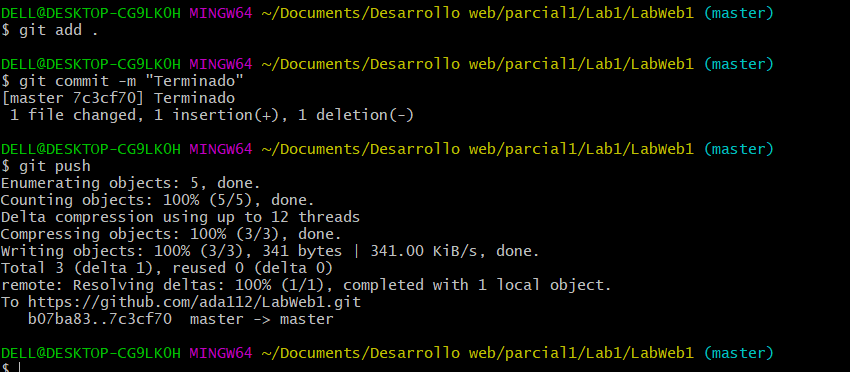 DELL@DESKTOP-CG9LKOH MINGW64 ~/Documents/Desarrollo web/parcial1/Lab1/LabWeb1 (master)
$ git add .
DELL@DESKTOP-CG9LKOH MINGW64 ~/Documents/Desarrollo web/parcial1/Lab1/LabWeb1 (master)
$ git commit -m "Terminado"
[master 7c3cf70] Terminado
 1 file changed, 1 insertion(+), 1 deletion(-)
DELL@DESKTOP-CG9LKOH MINGW64 ~/Documents/Desarrollo web/parcial1/Lab1/LabWeb1 (master)
$ git push
Enumerating objects: 5, done.
Counting objects: 100% (5/5), done.
Delta compression using up to 12 threads
Compressing objects: 100% (3/3), done.
Writing objects: 100% (3/3), 341 bytes | 341.00 KiB/s, done.
Total 3 (delta 1), reused 0 (delta 0)
remote: Resolving deltas: 100% (1/1), completed with 1 local object.
To https://github.com/ada112/LabWeb1.git
   b07ba83..7c3cf70  master -> master
DELL@DESKTOP-CG9LKOH MINGW64 ~/Documents/Desarrollo web/parcial1/Lab1/LabWeb1 (master)
$